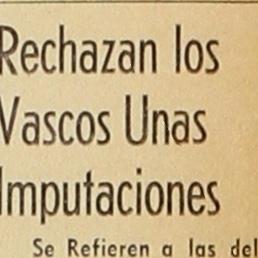 Rechazan los
Vascos Unas
Imputaciones
Se Refieren a las del